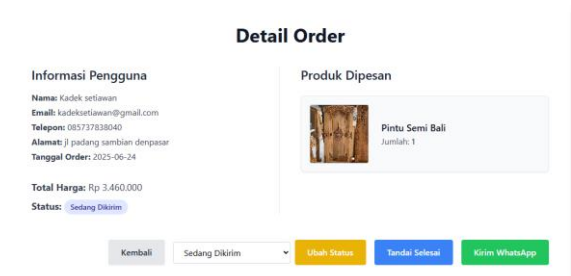 Detail Order
Informasi Pengguna
Nama: Kadek setiawan
Email: kadeksetiawan@gmail.com
Telepon: 085737838040
Alamat: jl padang sambian denpasar
Tanggal Order: 2025-06-24
Total Harga: Rp 3.460.000
Status: Sedang Dikirim
Produk Dipesan
Pintu Semi Bali
Jumlah: 1
Kembali
Sedang Dikirim
Ubah Status
Tandai Selesai
Kirim WhatsApp